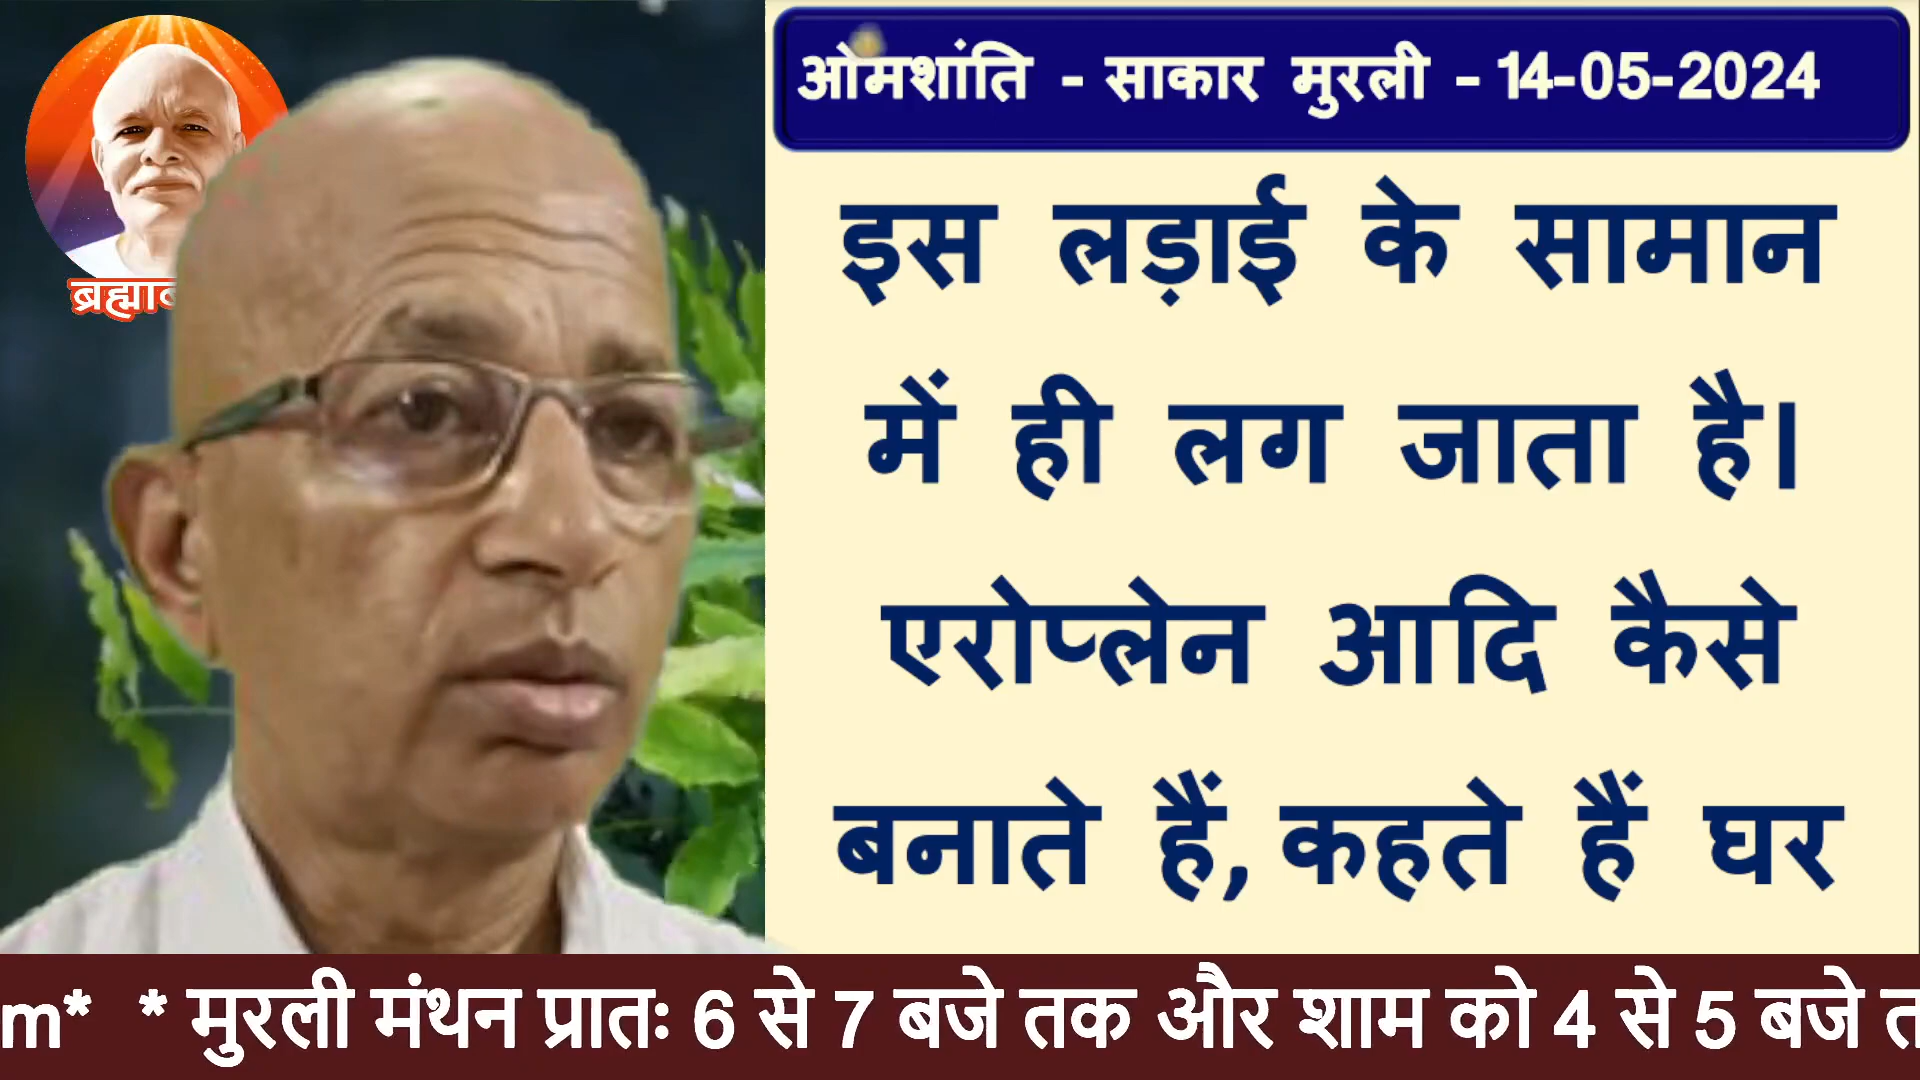 ओमशांति - साकार मुरली - 14-05-2024
इस लड़ाई के सामान
में ही लग जाता है।
एरोप्लेन आदि कैसे
बनाते हैं, कहते हैं घर
m* * मुरली मंथन प्रातः 6 से 7 बजे तक और शाम को 4 से 5 बजे